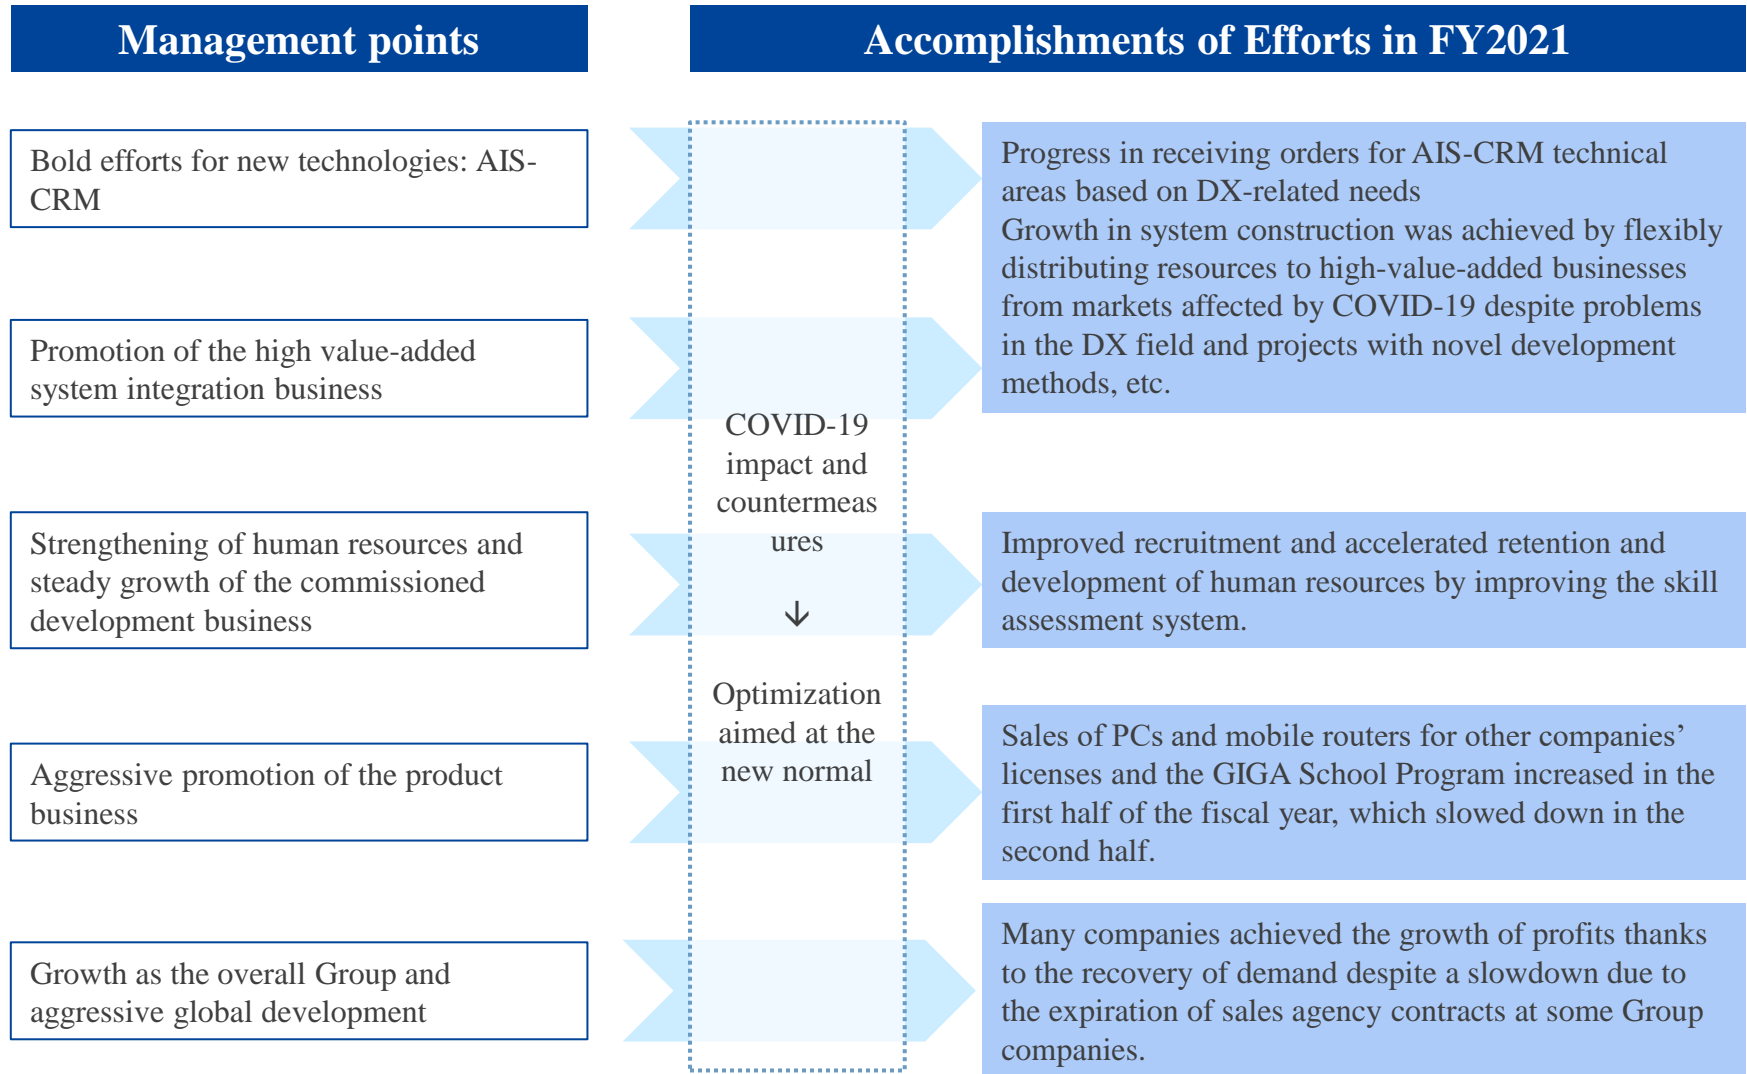 Management points
Accomplishments of Efforts in FY2021
Bold efforts for new technologies: AIS-
CRM
Promotion of the high value-added
system integration business
Strengthening of human resources and
steady growth of the commissioned
development business
Aggressive promotion of the product
business
Growth as the overall Group and
aggressive global development
COVID-19
impact and
countermeas
ures
↓
Optimization
aimed at the
new normal
Progress in receiving orders for AIS-CRM technical
areas based on DX-related needs
Growth in system construction was achieved by flexibly
distributing resources to high-value-added businesses
from markets affected by COVID-19 despite problems
in the DX field and projects with novel development
methods, etc.
Improved recruitment and accelerated retention and
development of human resources by improving the skill
assessment system.
Sales of PCs and mobile routers for other companies’
licenses and the GIGA School Program increased in the
first half of the fiscal year, which slowed down in the
second half.
Many companies achieved the growth of profits thanks
to the recovery of demand despite a slowdown due to
the expiration of sales agency contracts at some Group
companies.